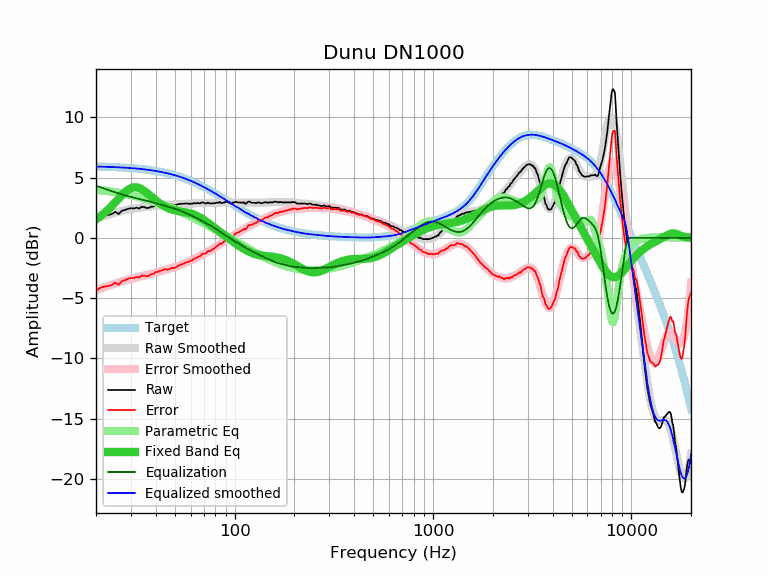 Dunu DN1000
Amplitude (dBr)
10
5
0
−5
−10
−15
−20
Target
Raw Smoothed
Error Smoothed
Raw
Error
Parametric Eq
Fixed Band Eq
Equalization
Equalized smoothed
100
1000
10000
Frequency (Hz)